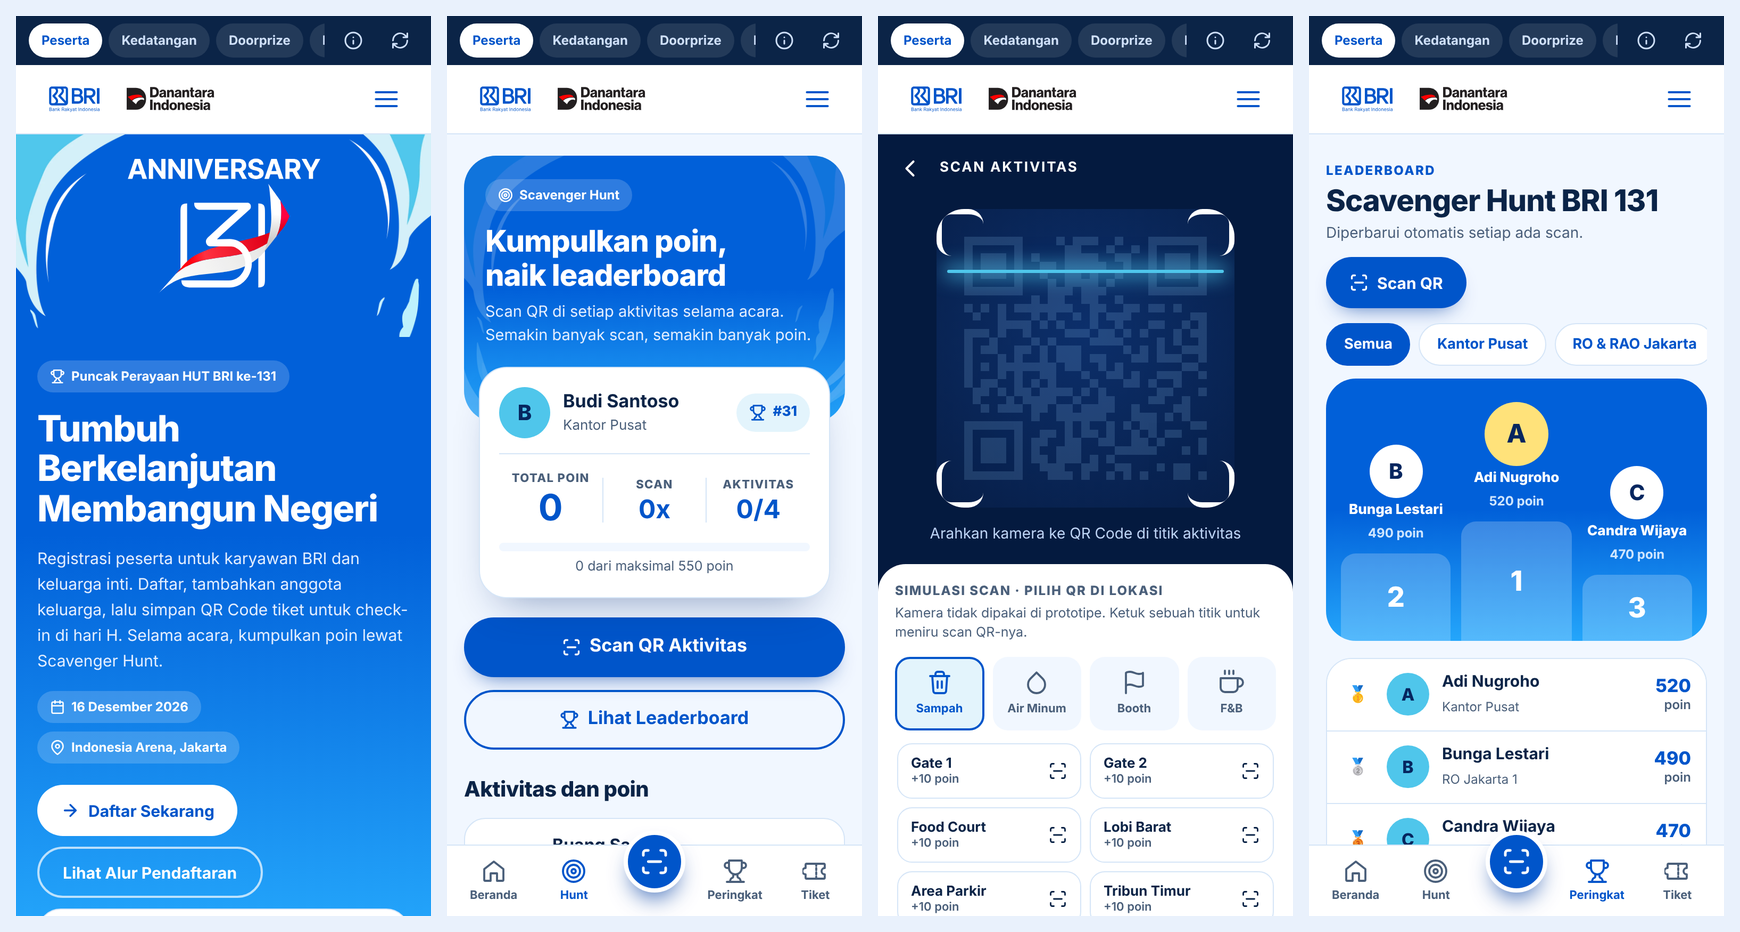 Peserta
Kedatangan
Doorprize
BRI
Bank Rakyat Indonesia
Danantara
Indonesia
ANNIVERSARY
131
Puncak Perayaan HUT BRI ke-131
Tumbuh
Berkelanjutan
Membangun Negeri
Registrasi peserta untuk karyawan BRI dan
keluarga inti. Daftar, tambahkan anggota
keluarga, lalu simpan QR Code tiket untuk check-
in di hari H. Selama acara, kumpulkan poin lewat
Scavenger Hunt.
16 Desember 2026
Indonesia Arena, Jakarta
Daftar Sekarang
Lihat Alur Pendaftaran
Peserta
Kedatangan
Doorprize
BRI
Bank Rakyat Indonesia
Danantara
Indonesia
Scavenger Hunt
Kumpulkan poin,
naik leaderboard
Scan QR di setiap aktivitas selama acara.
Semakin banyak scan, semakin banyak poin.
B
Budi Santoso
Kantor Pusat
#31
TOTAL POIN
0
SCAN
0x
AKTIVITAS
0/4
0 dari maksimal 550 poin
Scan QR Aktivitas
Lihat Leaderboard
Aktivitas dan poin
Beranda
Hunt
Peringkat
Tiket
Peserta
Kedatangan
Doorprize
BRI
Bank Rakyat Indonesia
Danantara
Indonesia
SCAN AKTIVITAS
Arahkan kamera ke QR Code di titik aktivitas
SIMULASI SCAN · PILIH QR DI LOKASI
Kamera tidak dipakai di prototipe. Ketuk sebuah titik untuk
meniru scan QR-nya.
Sampah
Air Minum
Booth
F&B
Gate 1
+10 poin
Gate 2
+10 poin
Food Court
+10 poin
Lobi Barat
+10 poin
Area Parkir
+10 poin
Tribun Timur
+10 poin
Peserta
Kedatangan
Doorprize
BRI
Bank Rakyat Indonesia
Danantara
Indonesia
LEADERBOARD
Scavenger Hunt BRI 131
Diperbarui otomatis setiap ada scan.
Scan QR
Semua
Kantor Pusat
RO & RAO Jakarta
A
Adi Nugroho
520 poin
B
Bunga Lestari
490 poin
C
Candra Wijaya
470 poin
2
1
3
A
Adi Nugroho
Kantor Pusat
520
poin
B
Bunga Lestari
RO Jakarta 1
490
poin
C
Candra Wijaya
470
Beranda
Hunt
Peringkat
Tiket